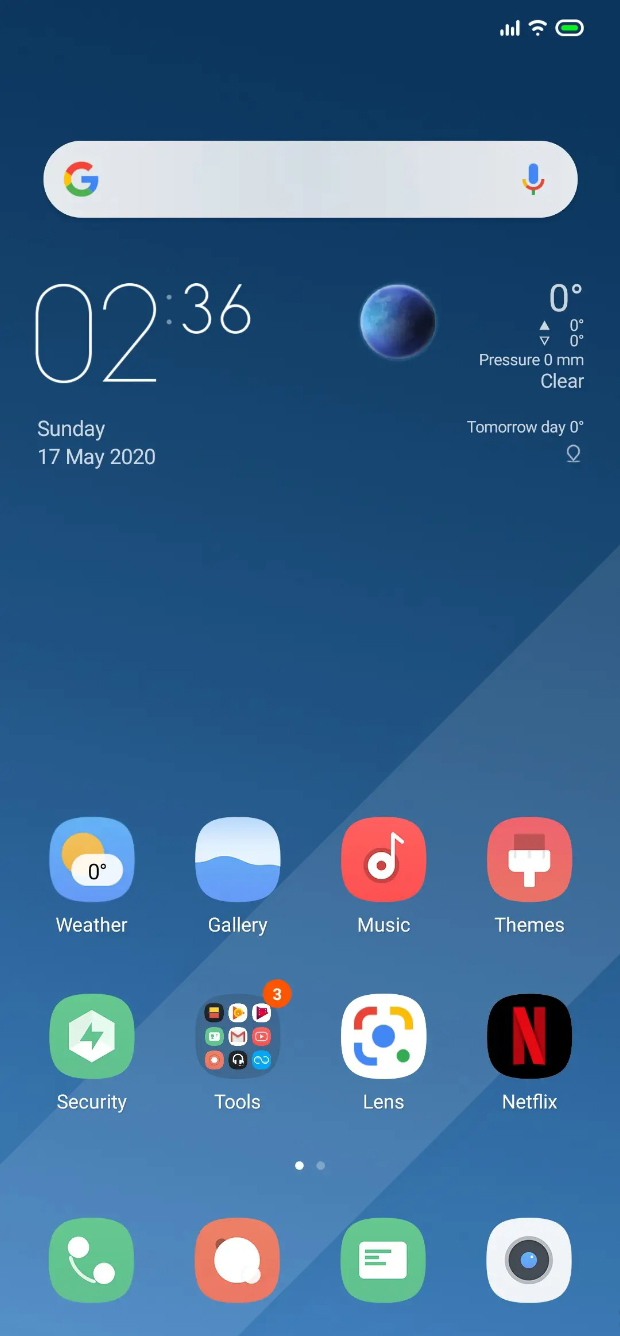 02:36
0°
▲ 0°
▽ 0°
Pressure 0 mm
Clear
Sunday
17 May 2020
Tomorrow day 0°
0°
Weather
Gallery
Music
Themes
3
Security
Tools
Lens
N
Netflix